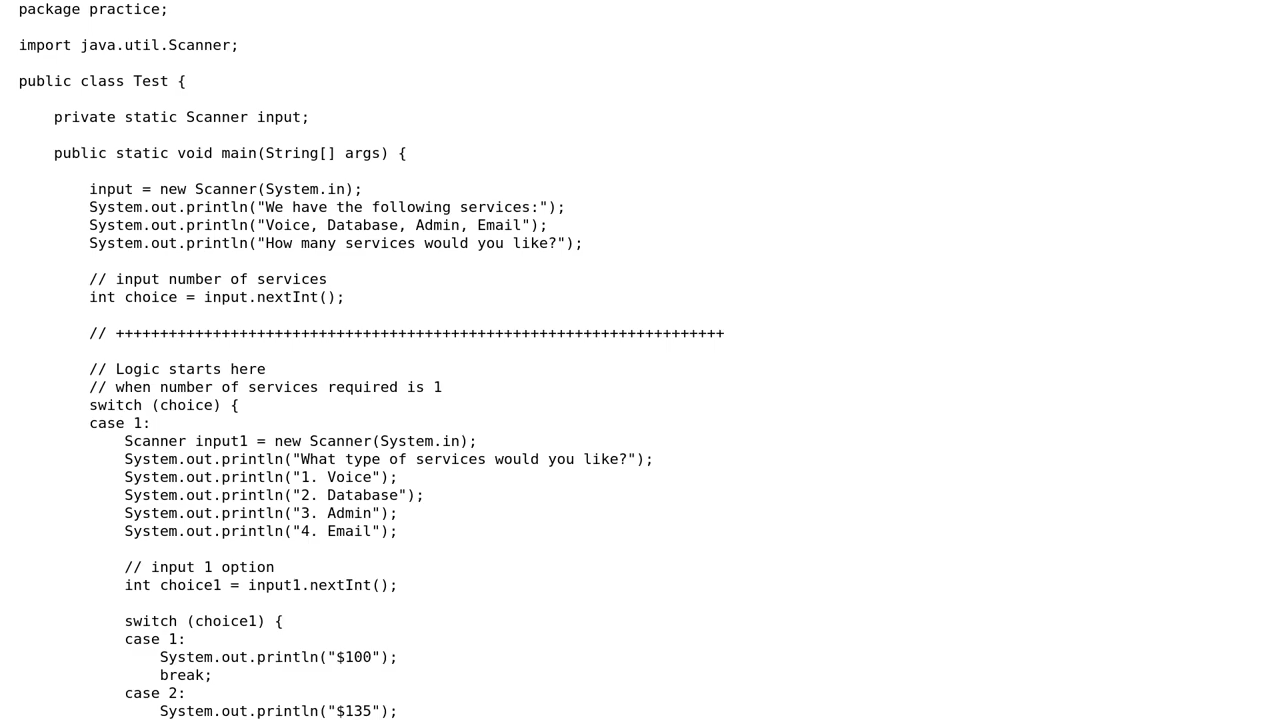 package practice;
import java.util.Scanner;
public class Test {
private static Scanner input;
public static void main(String[] args) {
input = new Scanner(System.in);
System.out.println("We have the following services:");
System.out.println("Voice, Database, Admin, Email");
System.out.println("How many services would you like?");
// input number of services
int choice = input.nextInt();
// +++++++++++++++++++++++++++++++++++++++++++++++++++++++++++++++++++++
// Logic starts here
// when number of services required is 1
switch (choice) {
case 1:
Scanner input1 = new Scanner(System.in);
System.out.println("What type of services would you like?");
System.out.println("1. Voice");
System.out.println("2. Database");
System.out.println("3. Admin");
System.out.println("4. Email");
// input 1 option
int choice1 = input1.nextInt();
switch (choice1) {
case 1:
System.out.println("$100");
break;
case 2:
System.out.println("$135");